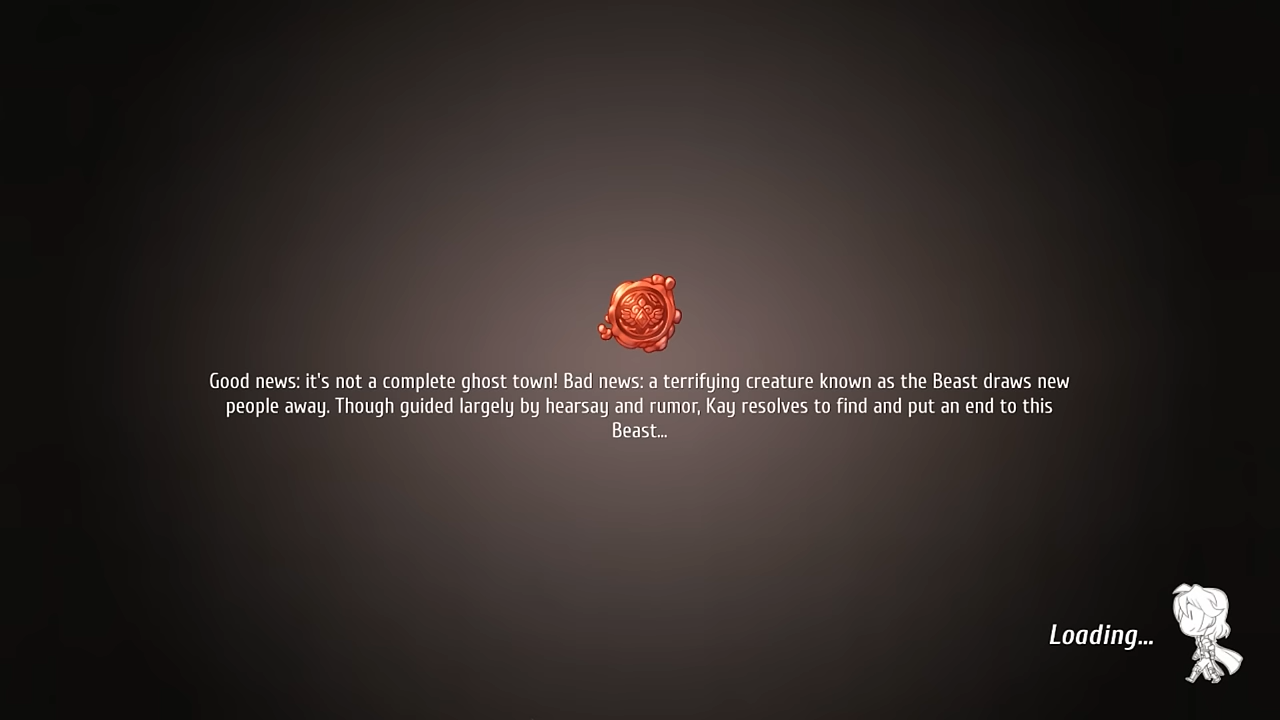 Good news: it's not a complete ghost town! Bad news: a terrifying creature known as the Beast draws new
people away. Though guided largely by hearsay and rumor, Kay resolves to find and put an end to this
Beast...
Loading...